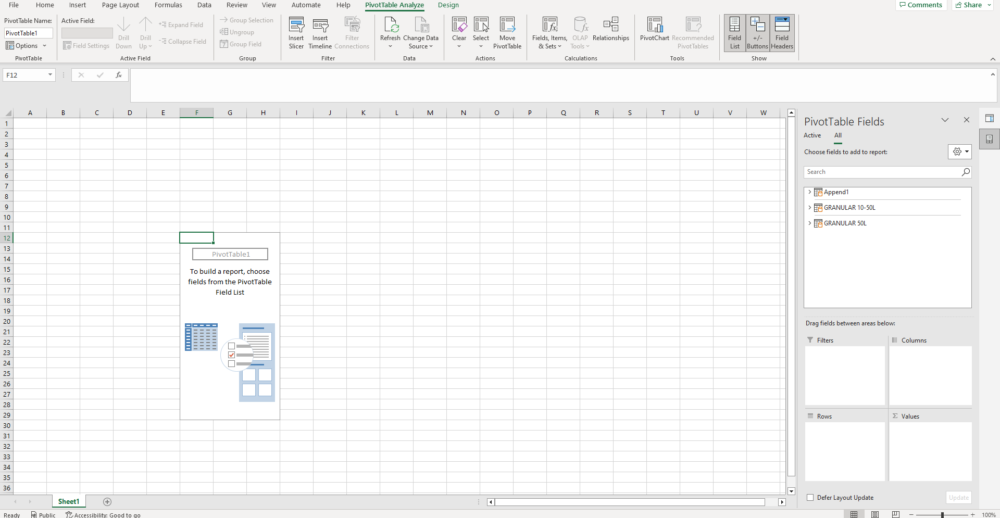 File Home Insert Page Layout Formulas Data Review View Automate Help PivotTable Analyze Design Comments Share
PivotTable Name:
PivotTable1
Options
PivotTable
Active Field:
Field Settings
Drill Down
Drill Up
Expand Field
Collapse Field
Active Field
Group Selection
Ungroup
Group Field
Group
Insert Slicer
Insert Timeline
Filter Connections
Filter
Refresh
Change Data Source
Data
Clear
Select
Move PivotTable
Actions
Fields, Items, & Sets
OLAP Tools
Relationships
Calculations
PivotChart
Recommended PivotTables
Tools
Field List
+/- Buttons
Field Headers
Show
F12
fx
A B C D E F G H I J K L M N O P Q R S T U V W
1
2
3
4
5
6
7
8
9
10
11
12
13
14
15
16
17
18
19
20
21
22
23
24
25
26
27
28
29
30
31
32
33
34
35
36
PivotTable1
To build a report, choose
fields from the PivotTable
Field List
PivotTable Fields
Active All
Choose fields to add to report:
Search
Append1
GRANULAR 10-50L
GRANULAR 50L
Drag fields between areas below:
Filters
Columns
Rows
Σ Values
Defer Layout Update
Update
Sheet1
Ready Public Accessibility: Good to go
100%